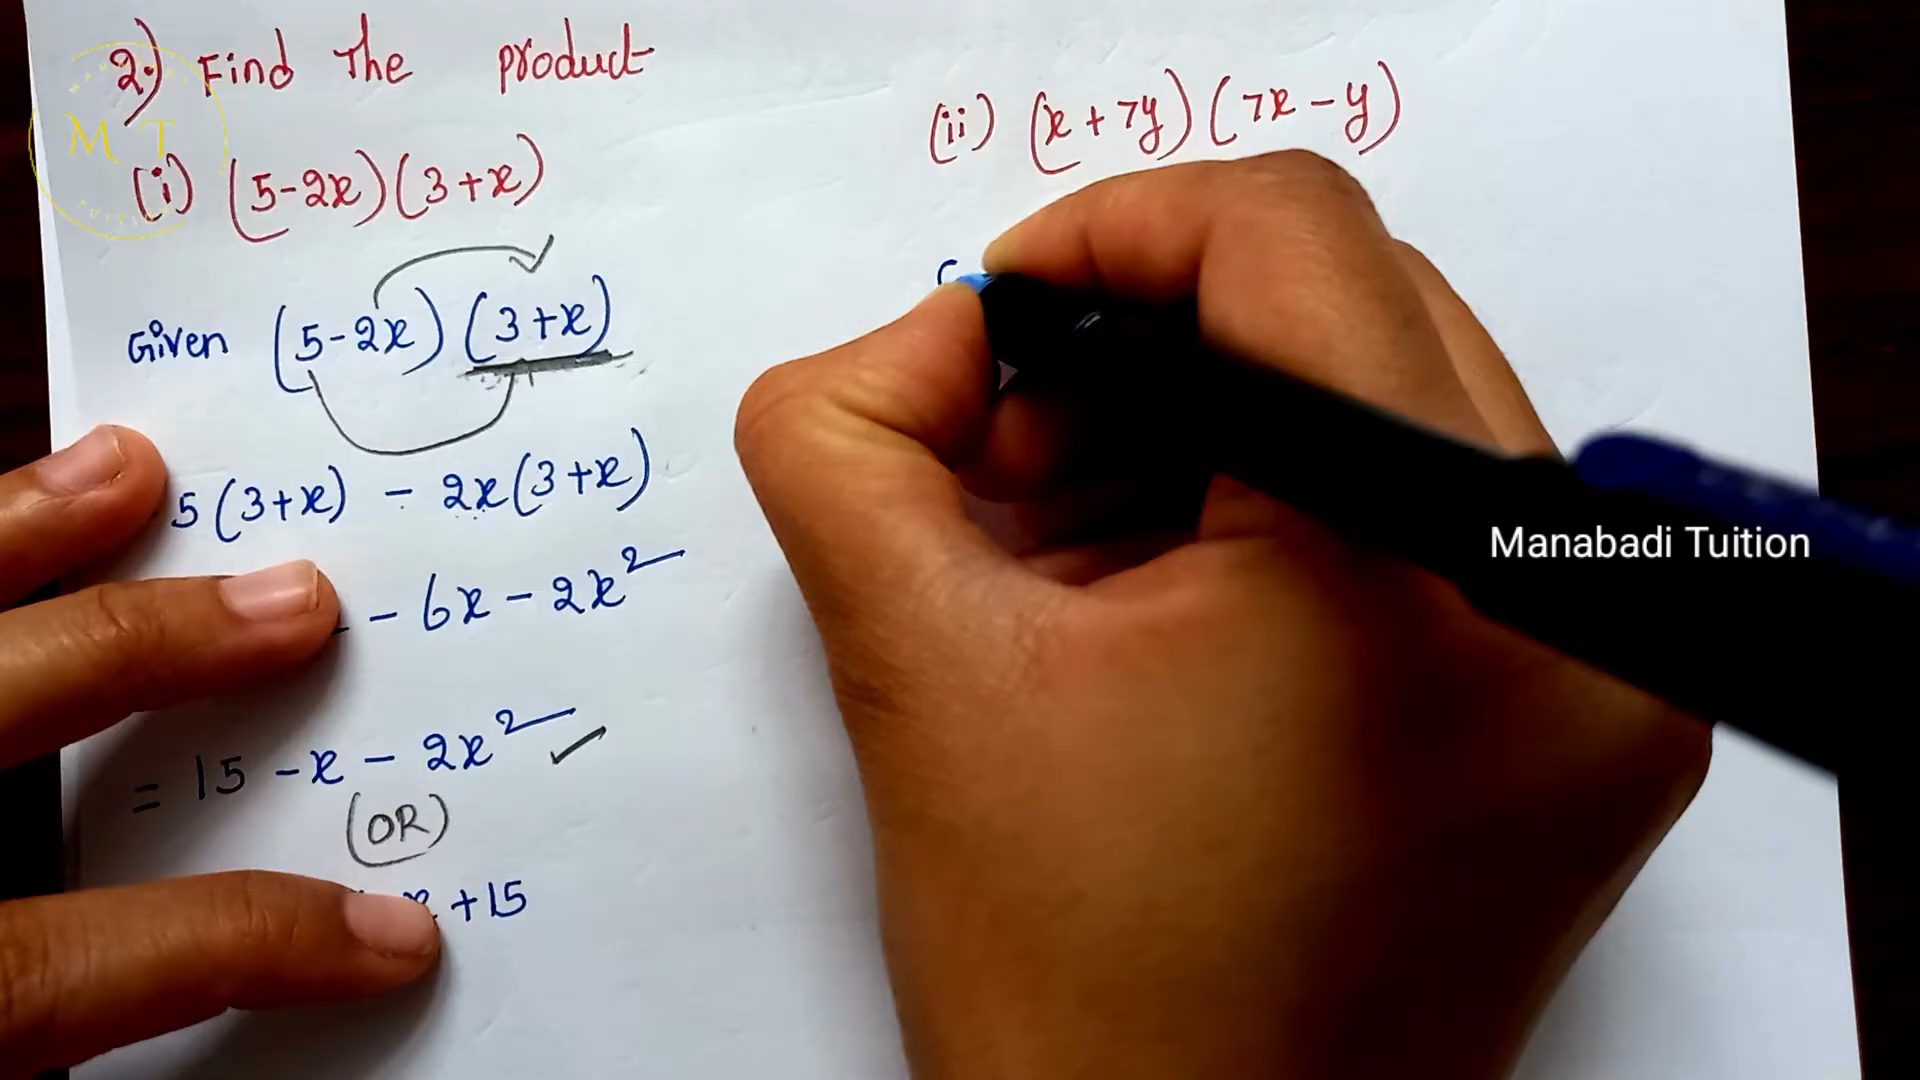 2.) Find the product
(i) (5-2x)(3+x)
Given (5-2x)(3+x)
5(3+x) - 2x(3+x)
- 6x - 2x²
= 15 - x - 2x²
(OR)
x +15
(ii) (x+7y)(7x-y)
Manabadi Tuition
M T